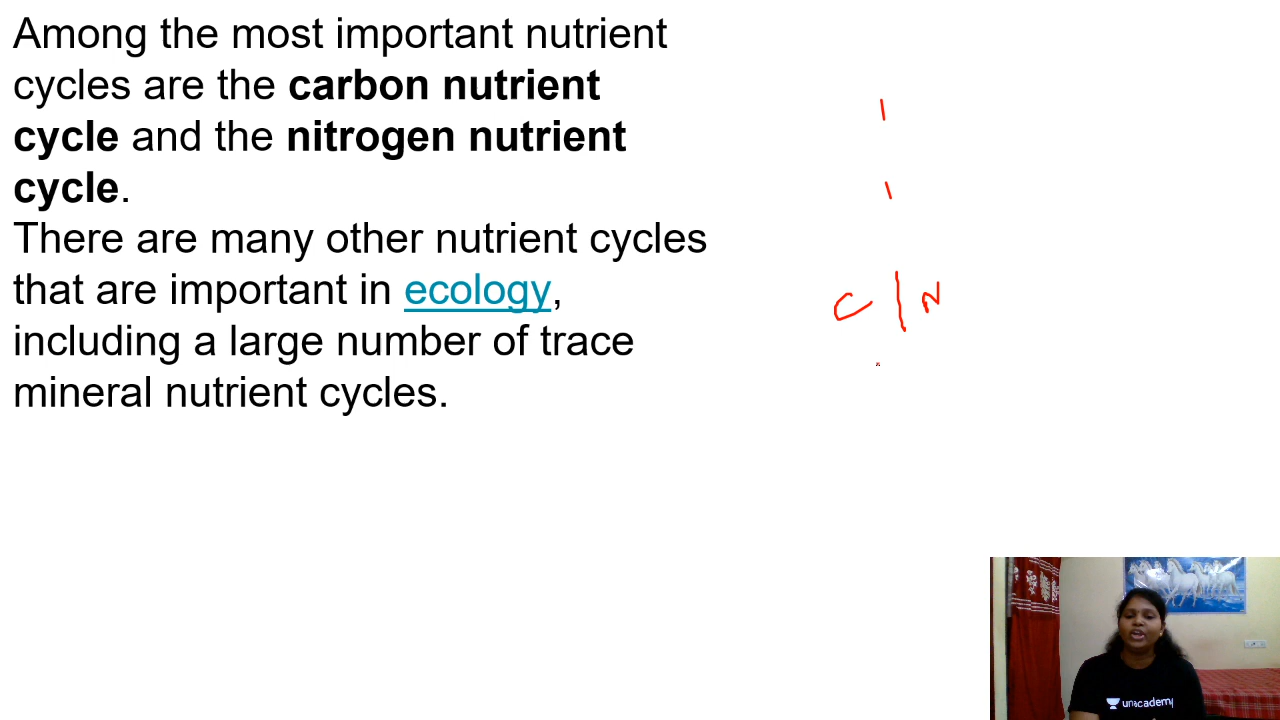 Among the most important nutrient
cycles are the carbon nutrient
cycle and the nitrogen nutrient
cycle.
There are many other nutrient cycles
that are important in ecology,
including a large number of trace
mineral nutrient cycles.
C | N
unacademy